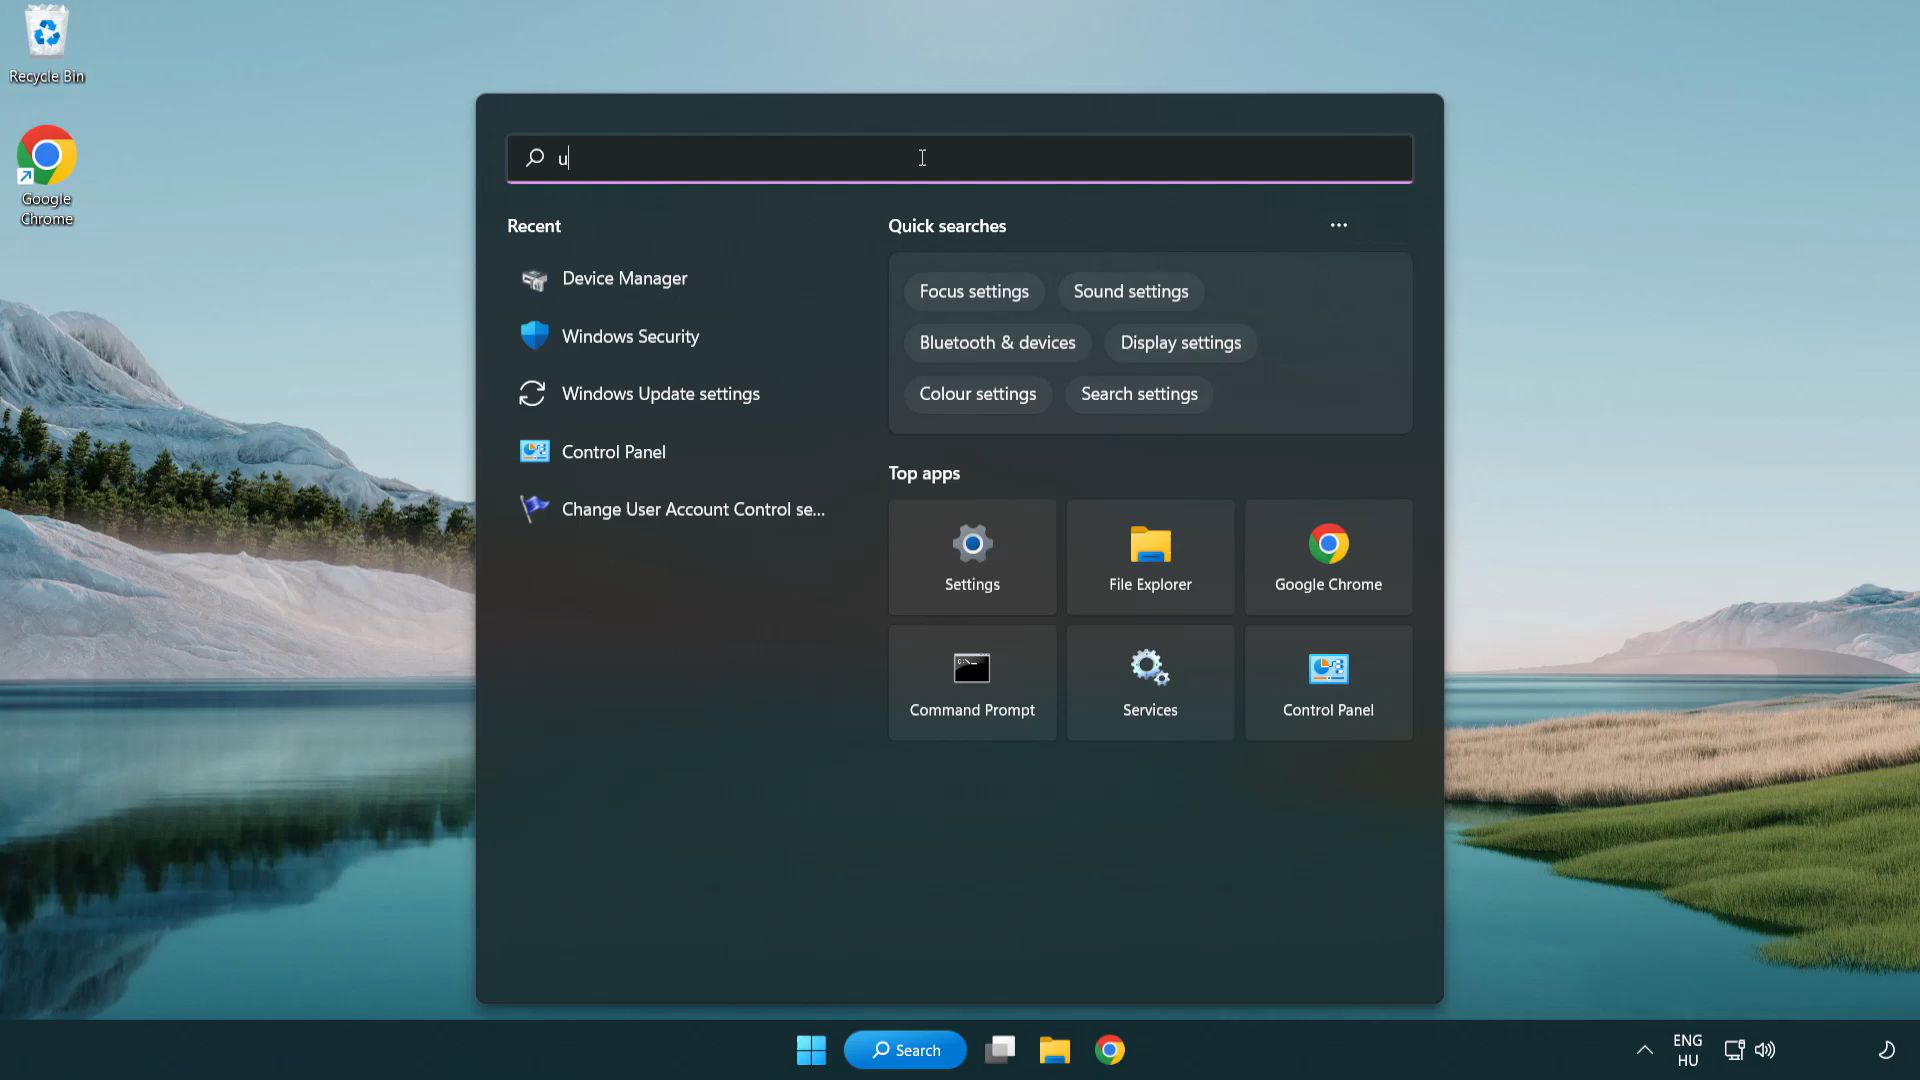 Recycle Bin
Google
Chrome
u
Recent
Device Manager
Windows Security
Windows Update settings
Control Panel
Change User Account Control se...
Quick searches
Focus settings
Sound settings
Bluetooth & devices
Display settings
Colour settings
Search settings
Top apps
Settings
File Explorer
Google Chrome
Command Prompt
Services
Control Panel
Search
ENG
HU